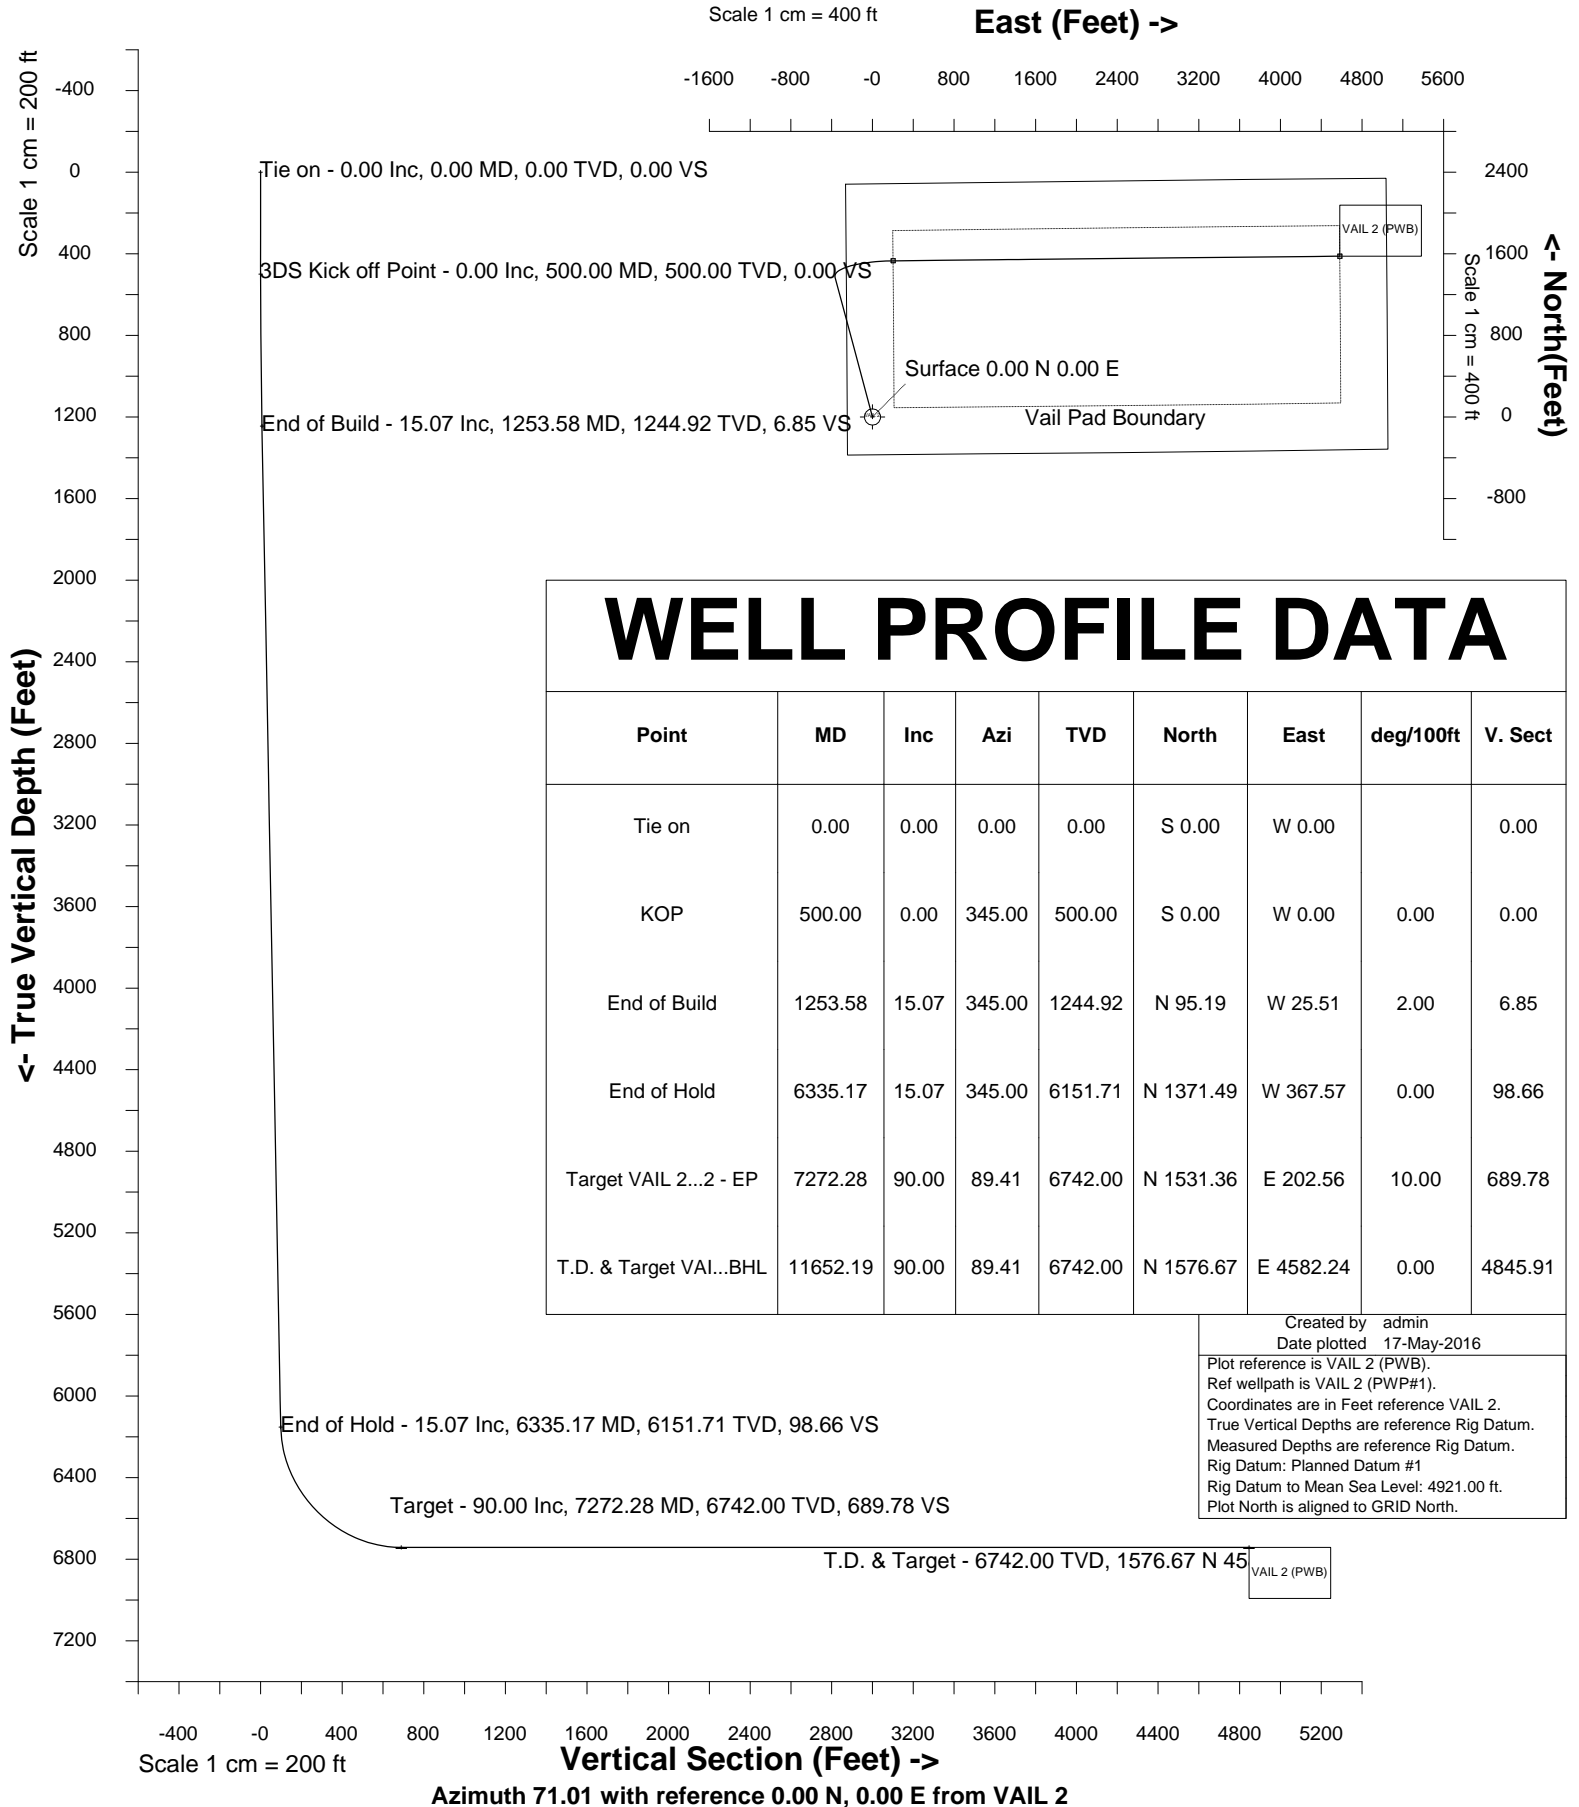 Scale 1 cm = 400 ft
East (Feet) ->
-1600 -800 -0 800 1600 2400 3200 4000 4800 5600
Scale 1 cm = 200 ft
-400
0
400
800
1200
1600
2000
2400
2800
3200
3600
4000
4400
4800
5200
5600
6000
6400
6800
7200
<- True Vertical Depth (Feet)
Tie on - 0.00 Inc, 0.00 MD, 0.00 TVD, 0.00 VS
3DS Kick off Point - 0.00 Inc, 500.00 MD, 500.00 TVD, 0.00 VS
End of Build - 15.07 Inc, 1253.58 MD, 1244.92 TVD, 6.85 VS
VAIL 2 (PWB)
Surface 0.00 N 0.00 E
Vail Pad Boundary
2400
1600
800
0
-800
Scale 1 cm = 400 ft
<- North(Feet)
WELL PROFILE DATA
Point MD Inc Azi TVD North East deg/100ft V. Sect
Tie on 0.00 0.00 0.00 0.00 S 0.00 W 0.00 0.00
KOP 500.00 0.00 345.00 500.00 S 0.00 W 0.00 0.00 0.00
End of Build 1253.58 15.07 345.00 1244.92 N 95.19 W 25.51 2.00 6.85
End of Hold 6335.17 15.07 345.00 6151.71 N 1371.49 W 367.57 0.00 98.66
Target VAIL 2...2 - EP 7272.28 90.00 89.41 6742.00 N 1531.36 E 202.56 10.00 689.78
T.D. & Target VAI...BHL 11652.19 90.00 89.41 6742.00 N 1576.67 E 4582.24 0.00 4845.91
Created by admin
Date plotted 17-May-2016
Plot reference is VAIL 2 (PWB).
Ref wellpath is VAIL 2 (PWP#1).
Coordinates are in Feet reference VAIL 2.
True Vertical Depths are reference Rig Datum.
Measured Depths are reference Rig Datum.
Rig Datum: Planned Datum #1
Rig Datum to Mean Sea Level: 4921.00 ft.
Plot North is aligned to GRID North.
End of Hold - 15.07 Inc, 6335.17 MD, 6151.71 TVD, 98.66 VS
Target - 90.00 Inc, 7272.28 MD, 6742.00 TVD, 689.78 VS
T.D. & Target - 6742.00 TVD, 1576.67 N 45
VAIL 2 (PWB)
-400 -0 400 800 1200 1600 2000 2400 2800 3200 3600 4000 4400 4800 5200
Scale 1 cm = 200 ft
Vertical Section (Feet) ->
Azimuth 71.01 with reference 0.00 N, 0.00 E from VAIL 2